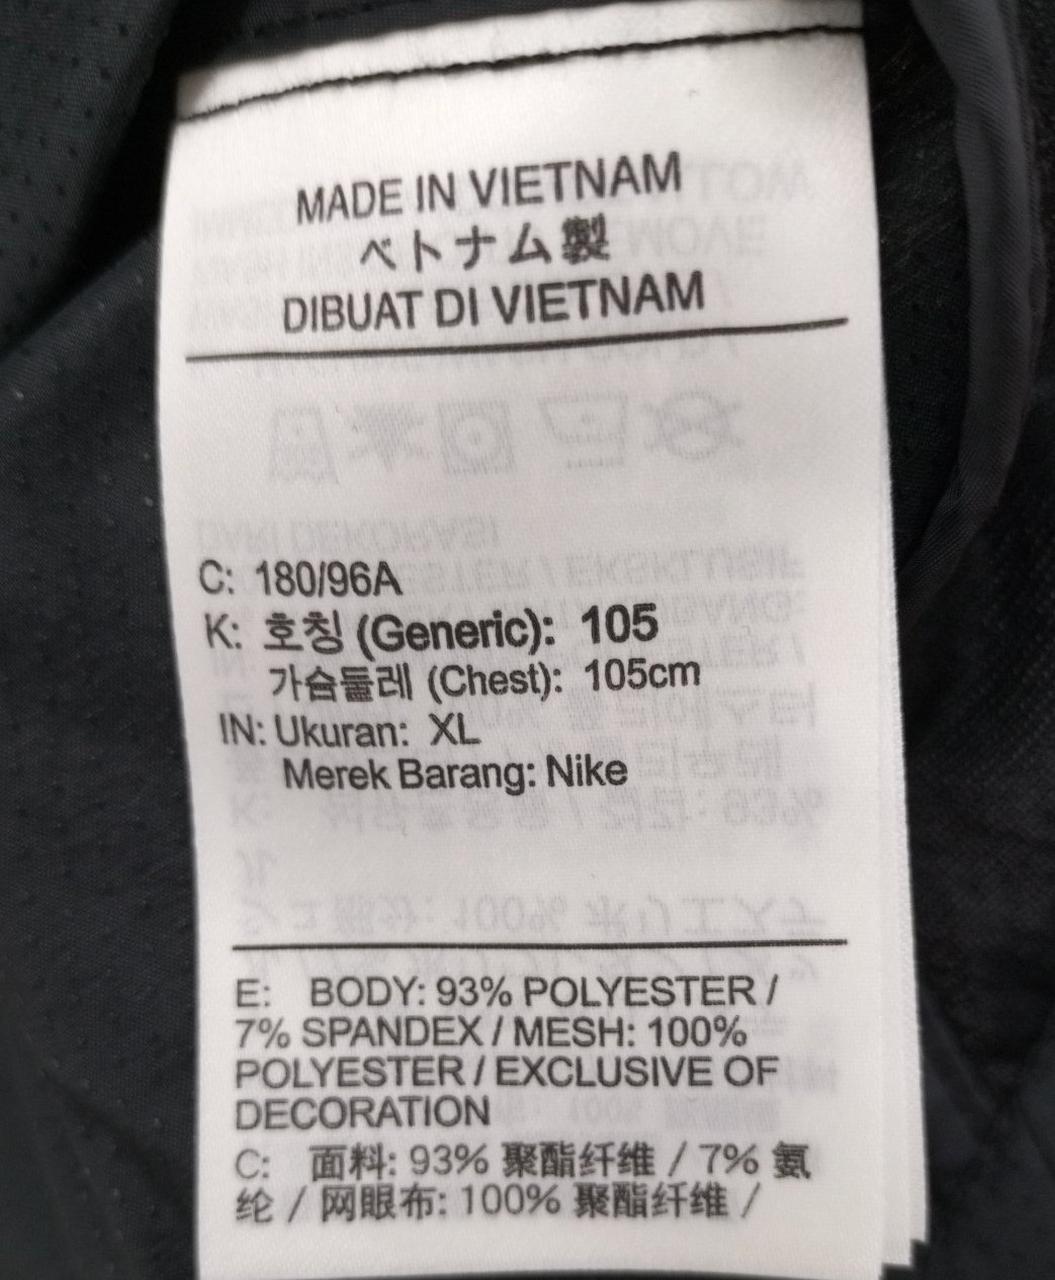 MADE IN VIETNAM
ベトナム製
DIBUAT DI VIETNAM
C: 180/96A
K: 호칭 (Generic): 105
가슴둘레 (Chest): 105cm
IN: Ukuran: XL
Merek Barang: Nike
E: BODY: 93% POLYESTER /
7% SPANDEX / MESH: 100%
POLYESTER / EXCLUSIVE OF
DECORATION
C: 面料: 93% 聚酯纤维 / 7% 氨
纶 / 网眼布: 100% 聚酯纤维 /